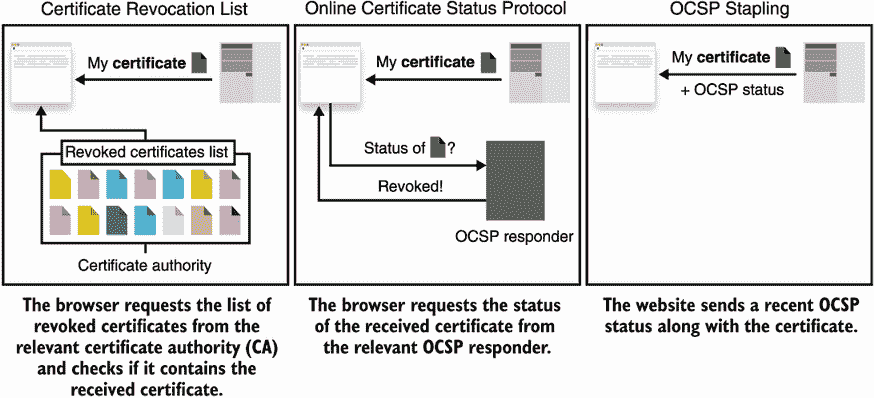 Certificate Revocation List
My certificate
Revoked certificates list
Certificate authority
The browser requests the list of
revoked certificates from the
relevant certificate authority (CA)
and checks if it contains the
received certificate.
Online Certificate Status Protocol
My certificate
Status of ?
Revoked!
OCSP responder
The browser requests the status
of the received certificate from
the relevant OCSP responder.
OCSP Stapling
My certificate
+ OCSP status
The website sends a recent OCSP
status along with the certificate.